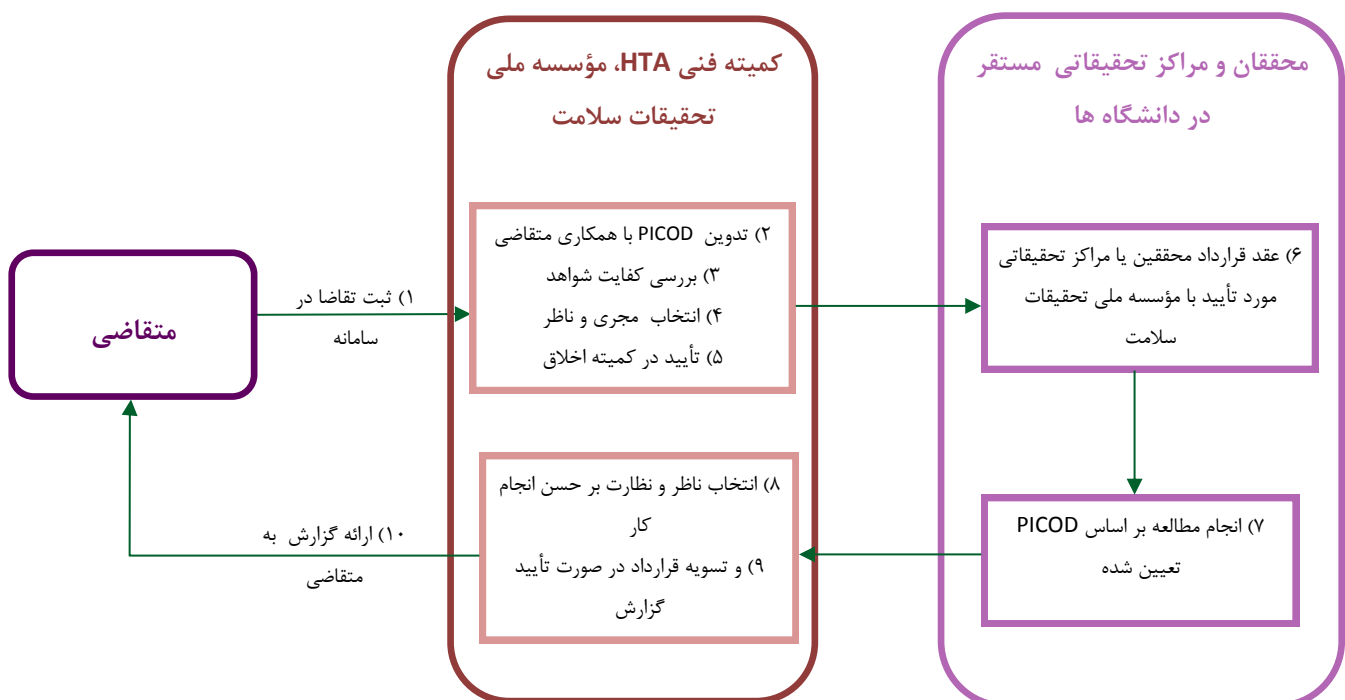 محققان و مراکز تحقیقاتی مستقر
در دانشگاه ها
کمیته فنی HTA، مؤسسه ملی
تحقیقات سلامت
متقاضی
۱) ثبت تقاضا در
سامانه
۲) تدوین PICOD با همکاری متقاضی
۳) بررسی کفایت شواهد
۴) انتخاب مجری و ناظر
۵) تأیید در کمیته اخلاق
۶) عقد قرارداد محققین یا مراکز تحقیقاتی
مورد تأیید با مؤسسه ملی تحقیقات
سلامت
۷) انجام مطالعه بر اساس PICOD
تعیین شده
۸) انتخاب ناظر و نظارت بر حسن انجام
کار
۹) و تسویه قرارداد در صورت تأیید
گزارش
۱۰) ارائه گزارش به
متقاضی